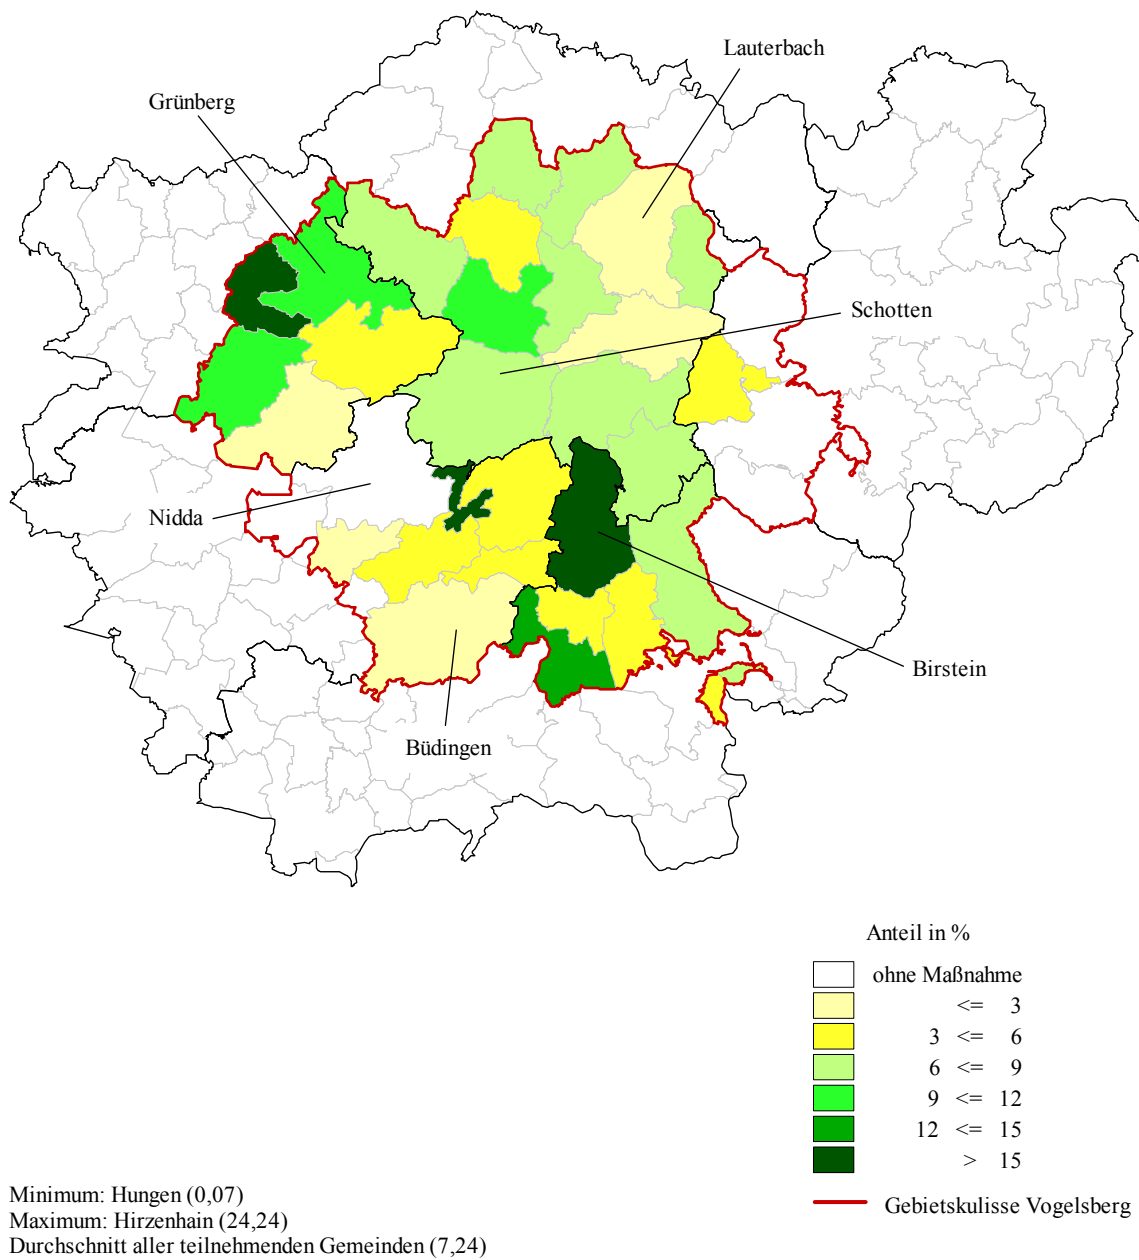 Lauterbach
Grünberg
Schotten
Nidda
Birstein
Büdingen
Anteil in %
ohne Maßnahme
<= 3
3 <= 6
6 <= 9
9 <= 12
12 <= 15
> 15
Gebietskulisse Vogelsberg
Minimum: Hungen (0,07)
Maximum: Hirzenhain (24,24)
Durchschnitt aller teilnehmenden Gemeinden (7,24)